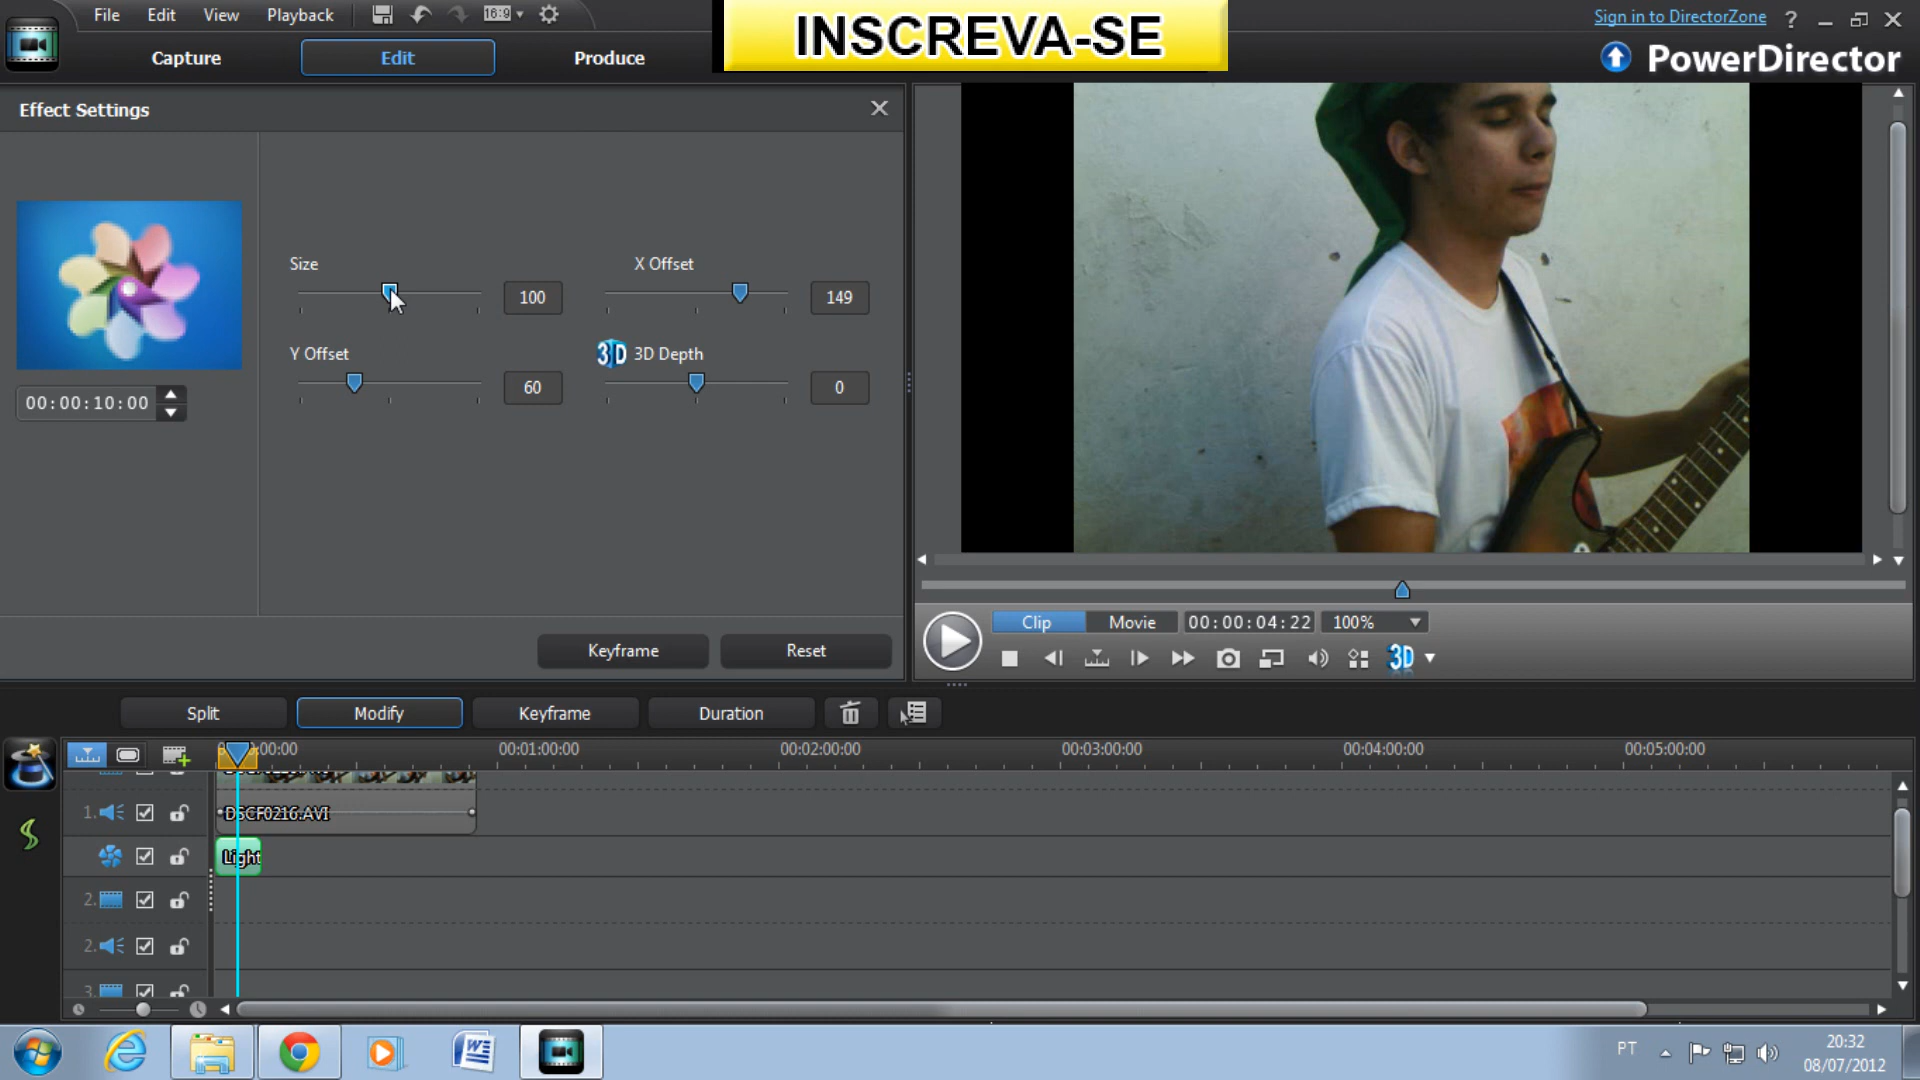 File Edit View Playback 16:9
INSCREVA-SE
Sign in to DirectorZone ?
Capture Edit Produce
PowerDirector
Effect Settings
Size 100
X Offset 149
Y Offset 60
3D 3D Depth 0
00:00:10:00
Keyframe Reset
Clip Movie 00:00:04:22 100%
3D
Split Modify Keyframe Duration
00:00 00:01:00:00 00:02:00:00 00:03:00:00 00:04:00:00 00:05:00:00
1. DSCF0216.AVI
Light
2.
2.
3.
PT 20:32
08/07/2012